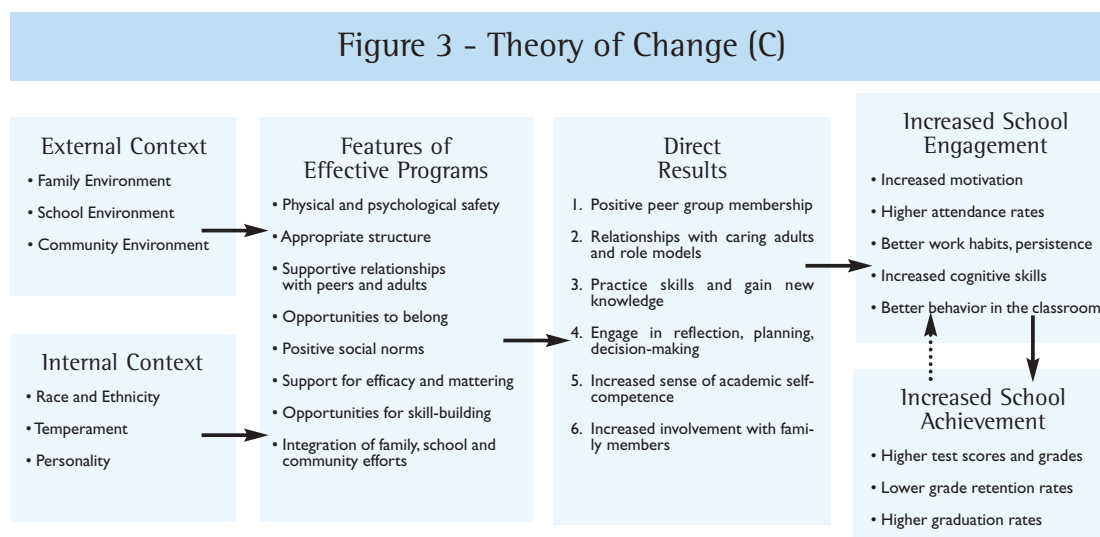 Figure 3 - Theory of Change (C)
External Context
• Family Environment
• School Environment
• Community Environment
Internal Context
• Race and Ethnicity
• Temperament
• Personality
Features of
Effective Programs
• Physical and psychological safety
• Appropriate structure
• Supportive relationships
with peers and adults
• Opportunities to belong
• Positive social norms
• Support for efficacy and mattering
• Opportunities for skill-building
• Integration of family, school and
community efforts
Direct
Results
1. Positive peer group membership
2. Relationships with caring adults
and role models
3. Practice skills and gain new
knowledge
4. Engage in reflection, planning,
decision-making
5. Increased sense of academic self-
competence
6. Increased involvement with fami-
ly members
Increased School
Engagement
• Increased motivation
• Higher attendance rates
• Better work habits, persistence
• Increased cognitive skills
• Better behavior in the classroom
Increased School
Achievement
• Higher test scores and grades
• Lower grade retention rates
• Higher graduation rates